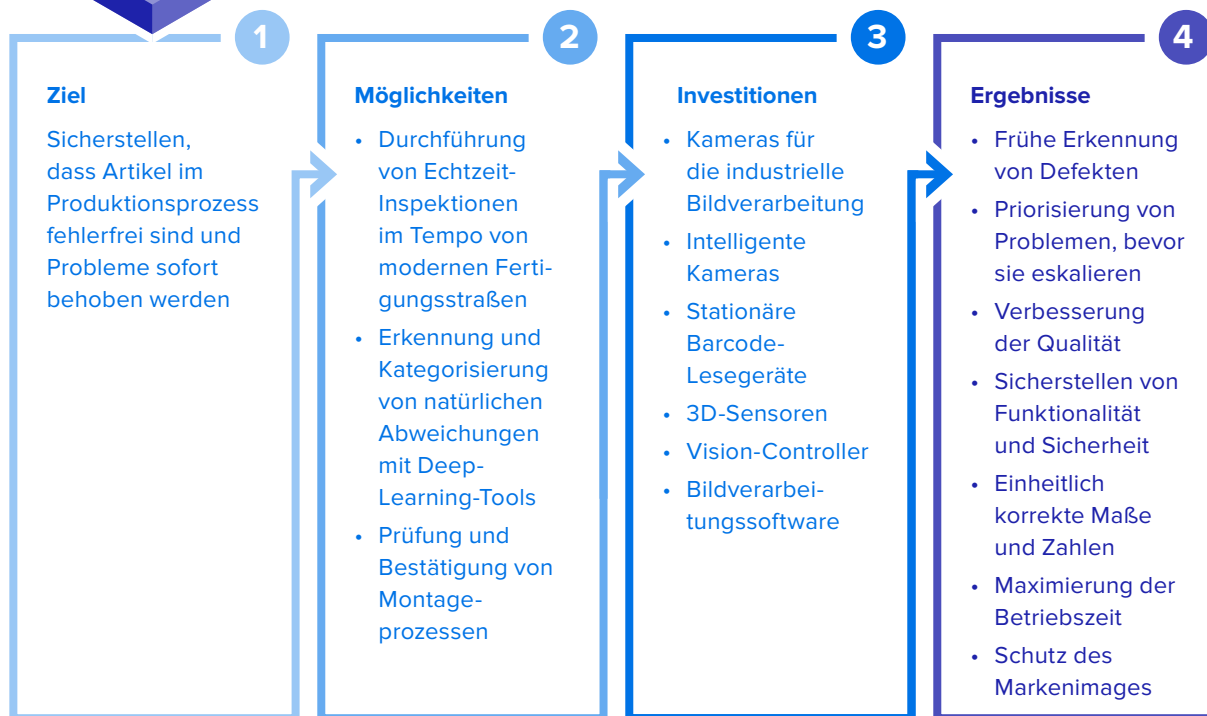 1
Ziel
Sicherstellen,
dass Artikel im
Produktionsprozess
fehlerfrei sind und
Probleme sofort
behoben werden
2
Möglichkeiten
• Durchführung
von Echtzeit-
Inspektionen
im Tempo von
modernen Ferti-
gungsstraßen
• Erkennung und
Kategorisierung
von natürlichen
Abweichungen
mit Deep-
Learning-Tools
• Prüfung und
Bestätigung von
Montage-
prozessen
3
Investitionen
• Kameras für
die industrielle
Bildverarbeitung
• Intelligente
Kameras
• Stationäre
Barcode-
Lesegeräte
• 3D-Sensoren
• Vision-Controller
• Bildverarbei-
tungssoftware
4
Ergebnisse
• Frühe Erkennung
von Defekten
• Priorisierung von
Problemen, bevor
sie eskalieren
• Verbesserung
der Qualität
• Sicherstellen von
Funktionalität
und Sicherheit
• Einheitlich
korrekte Maße
und Zahlen
• Maximierung der
Betriebszeit
• Schutz des
Markenimages